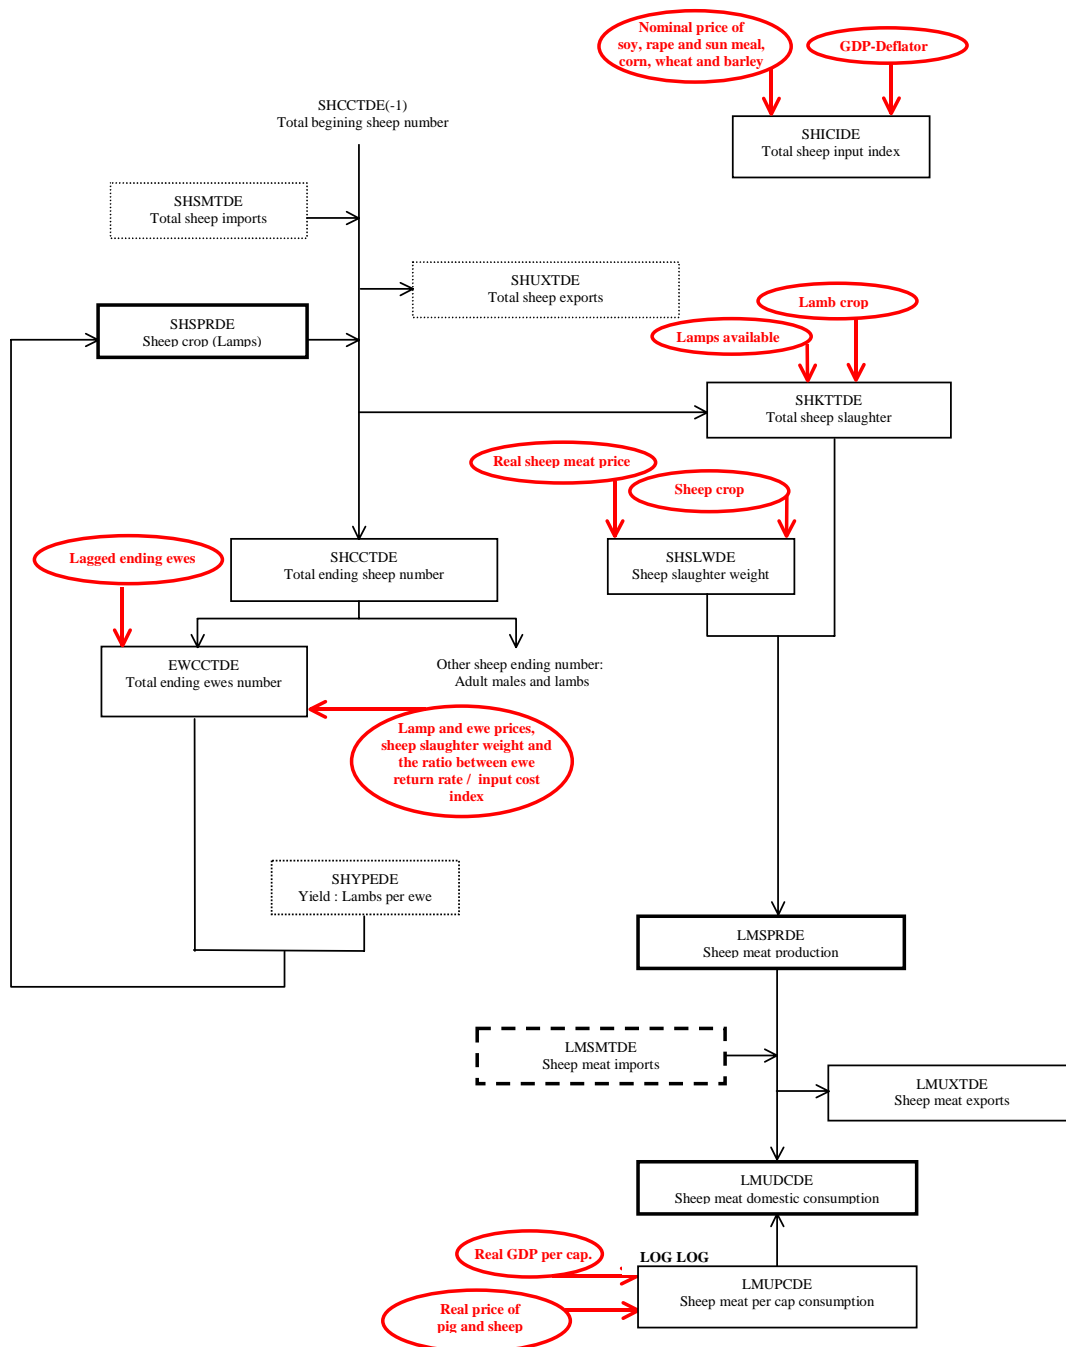 Nominal price of
soy, rape and sun meal,
corn, wheat and barley
GDP-Deflator
SHCCTDE(-1)
Total begining sheep number
SHICIDE
Total sheep input index
SHSMTDE
Total sheep imports
SHUXTDE
Total sheep exports
Lamb crop
SHSPRDE
Sheep crop (Lamps)
Lamps available
SHKTTDE
Total sheep slaughter
Real sheep meat price
Sheep crop
Lagged ending ewes
SHCCTDE
Total ending sheep number
SHSLWDE
Sheep slaughter weight
EWCCTDE
Total ending ewes number
Other sheep ending number:
Adult males and lambs
Lamp and ewe prices,
sheep slaughter weight and
the ratio between ewe
return rate / input cost
index
SHYPEDE
Yield : Lambs per ewe
LMSPRDE
Sheep meat production
LMSMTDE
Sheep meat imports
LMUXTDE
Sheep meat exports
LMUDCDE
Sheep meat domestic consumption
Real GDP per cap.
LOG LOG
LMUPCDE
Sheep meat per cap consumption
Real price of
pig and sheep